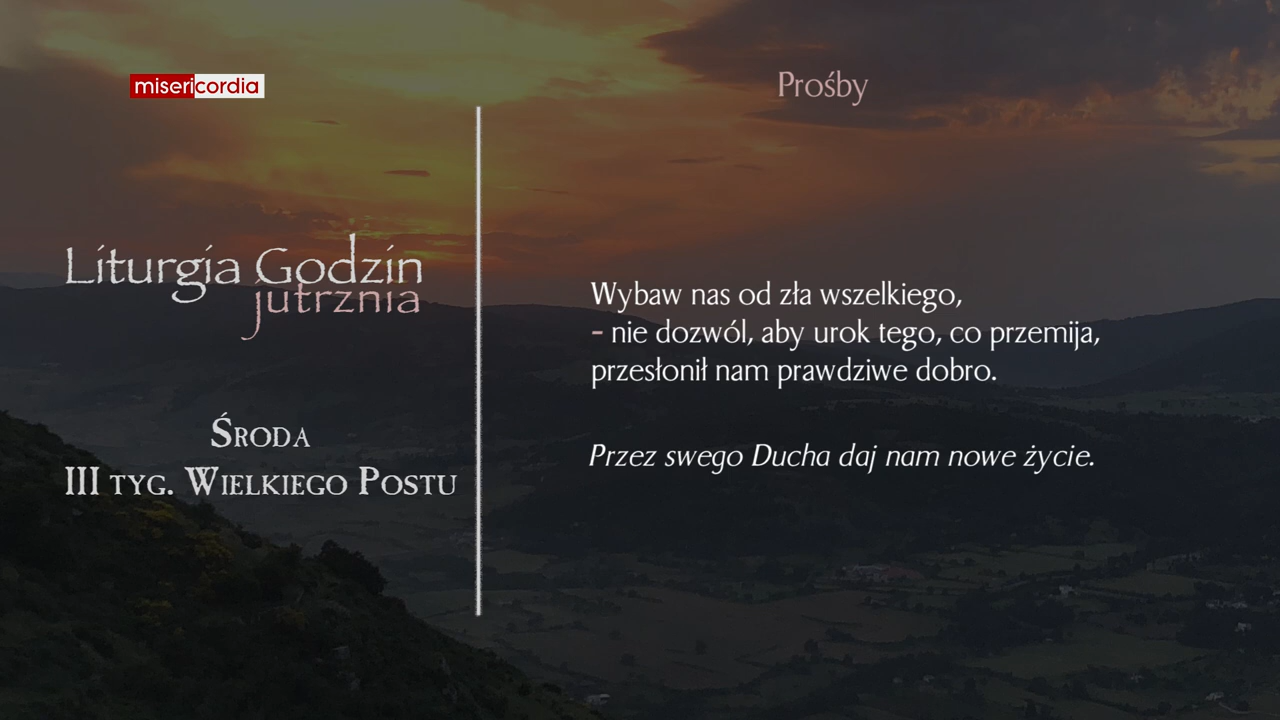 misericordia
Liturgia Godzin
jutrznia
Środa
III tyg. Wielkiego Postu
Prośby
Wybaw nas od zła wszelkiego,
- nie dozwól, aby urok tego, co przemija,
przesłonił nam prawdziwe dobro.
Przez swego Ducha daj nam nowe życie.